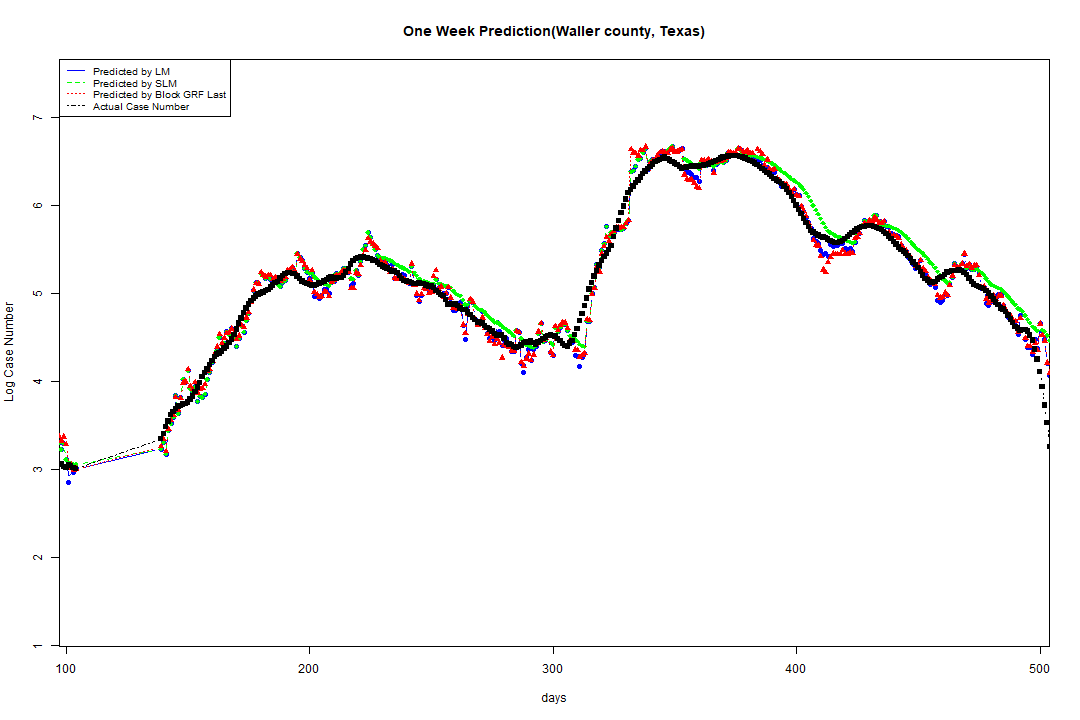 One Week Prediction(Waller county, Texas)
Predicted by LM
Predicted by SLM
Predicted by Block GRF Last
Actual Case Number
7
6
5
4
3
2
1
Log Case Number
100 200 300 400 500
days